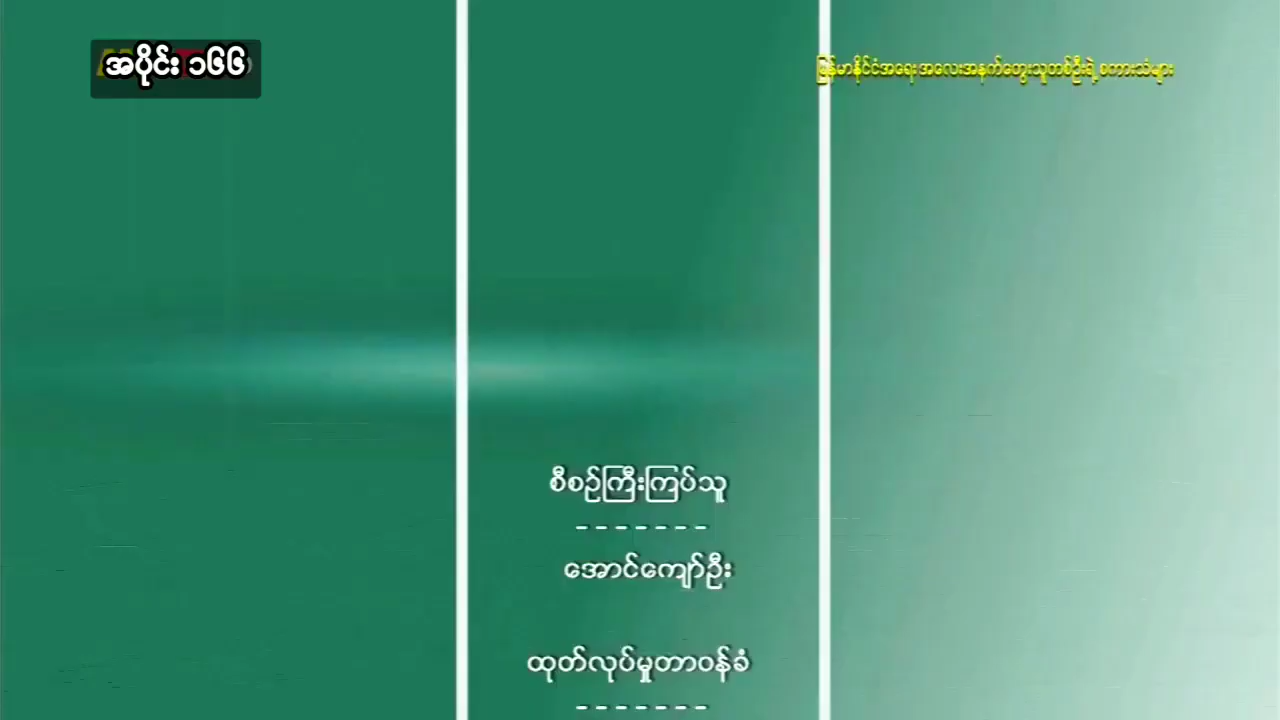 အပိုင်း ၁၆၆
မြန်မာနိုင်ငံအရေး အလေးအနက်တွေးသူတစ်ဦးရဲ့ စကားသံများ
စီစဉ်ကြီးကြပ်သူ
-------
အောင်ကျော်ဦး
ထုတ်လုပ်မှုတာဝန်ခံ
-------